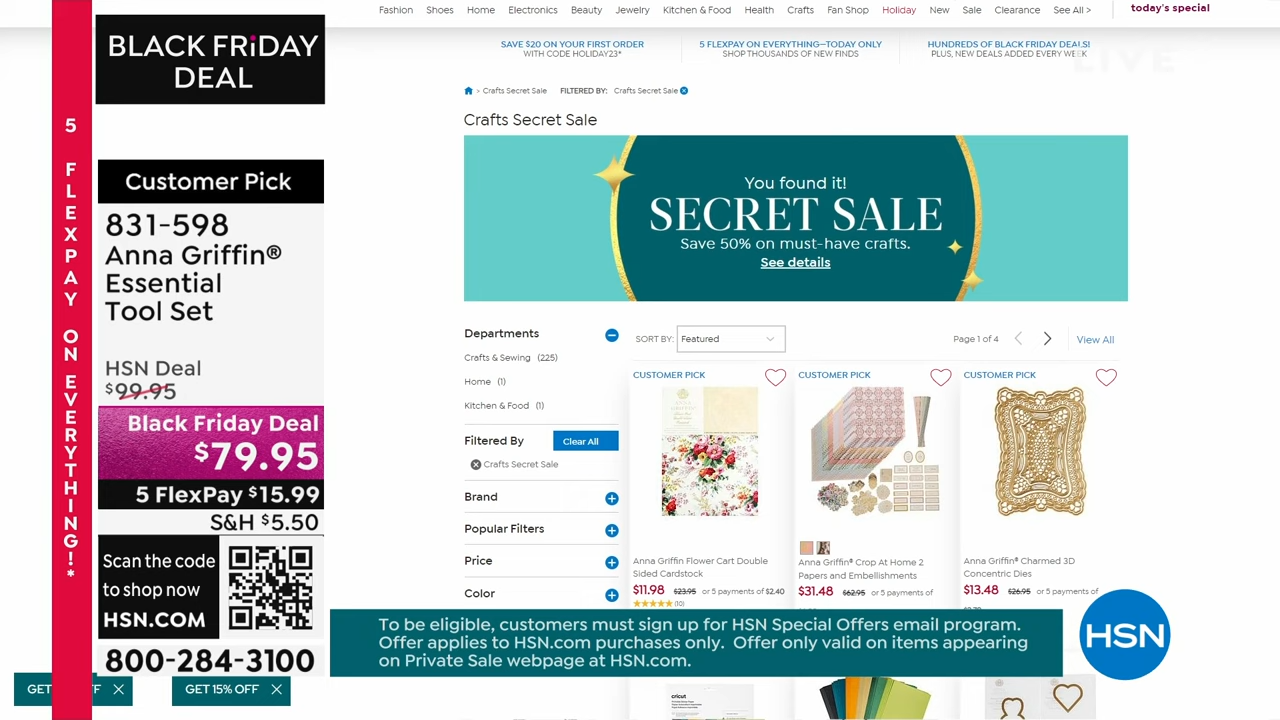 Fashion Shoes Home Electronics Beauty Jewelry Kitchen & Food Health Crafts Fan Shop Holiday New Sale Clearance See All >
today's special
BLACK FRiDAY
DEAL
SAVE $20 ON YOUR FIRST ORDER
WITH CODE HOLIDAY23*
5 FLEXPAY ON EVERYTHING—TODAY ONLY
SHOP THOUSANDS OF NEW FINDS
HUNDREDS OF BLACK FRIDAY DEALS!
PLUS, NEW DEALS ADDED EVERY WEEK
LIVE
5 FLEXPAY ON EVERYTHING!*
Customer Pick
831-598
Anna Griffin®
Essential
Tool Set
HSN Deal
$99.95
Black Friday Deal
$79.95
5 FlexPay $15.99
S&H $5.50
Scan the code
to shop now
HSN.COM
800-284-3100
GET
FF
GET 15% OFF
> Crafts Secret Sale FILTERED BY: Crafts Secret Sale
Crafts Secret Sale
You found it!
SECRET SALE
Save 50% on must-have crafts.
See details
Departments
Crafts & Sewing (225)
Home (1)
Kitchen & Food (1)
Filtered By Clear All
Crafts Secret Sale
Brand
Popular Filters
Price
Color
SORT BY: Featured
Page 1 of 4
View All
CUSTOMER PICK
Anna Griffin Flower Cart Double
Sided Cardstock
$11.98 $23.95 or 5 payments of $2.40
(10)
CUSTOMER PICK
Anna Griffin® Crop At Home 2
Papers and Embellishments
$31.48 $62.95 or 5 payments of
CUSTOMER PICK
Anna Griffin® Charmed 3D
Concentric Dies
$13.48 $26.95 or 5 payments of
To be eligible, customers must sign up for HSN Special Offers email program.
Offer applies to HSN.com purchases only. Offer only valid on items appearing
on Private Sale webpage at HSN.com.
HSN
cricut